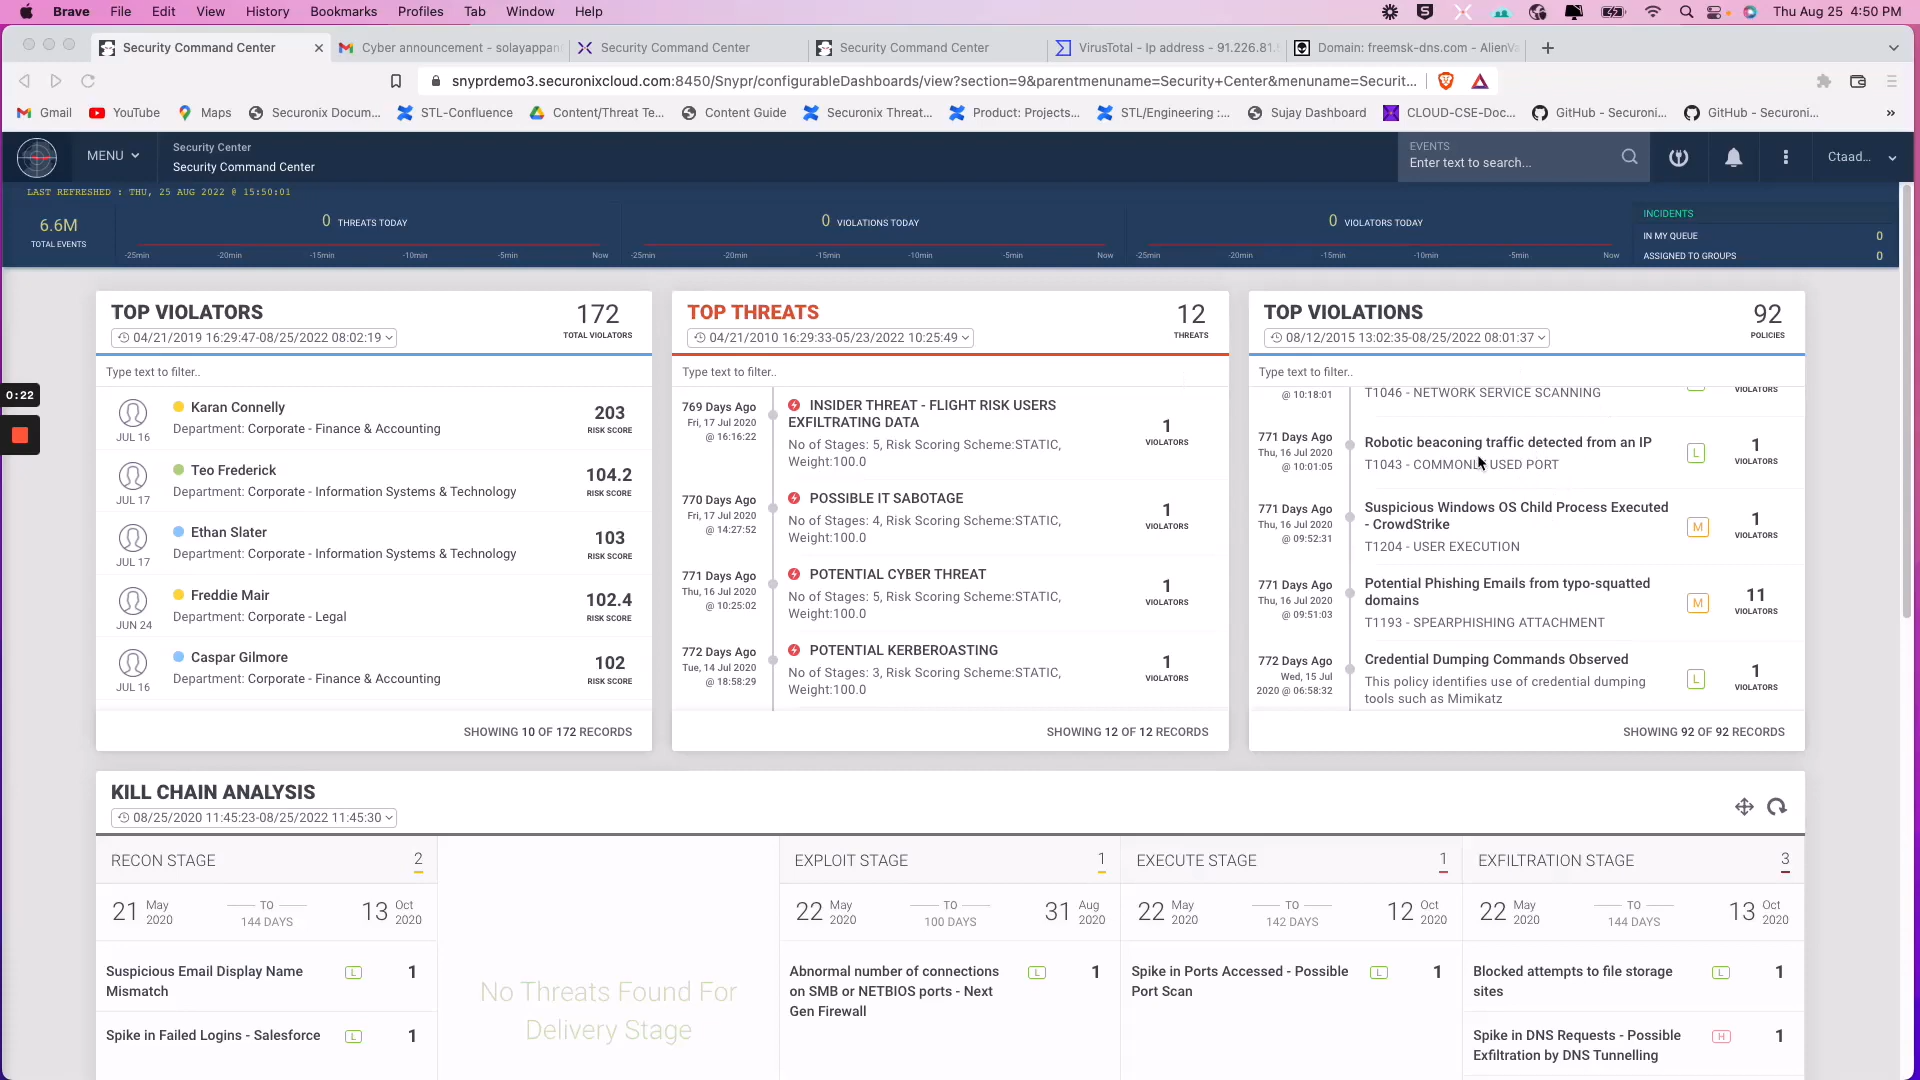 Brave File Edit View History Bookmarks Profiles Tab Window Help Thu Aug 25 4:50 PM
Security Command Center
Cyber announcement - solayappan
Security Command Center
Security Command Center
VirusTotal - Ip address - 91.226.81.
Domain: freemsk-dns.com - AlienVa
snyprdemo3.securonixcloud.com:8450/Snypr/configurableDashboards/view?section=9&parentmenuname=Security+Center&menuname=Securit...
Gmail YouTube Maps Securonix Docum... STL-Confluence Content/Threat Te... Content Guide Securonix Threat... Product: Projects... STL/Engineering :... Sujay Dashboard CLOUD-CSE-Doc... GitHub - Securoni... GitHub - Securoni... »
MENU
Security Center
Security Command Center
EVENTS
Enter text to search...
Ctaad...
LAST REFRESHED : THU, 25 AUG 2022 @ 15:50:01
6.6M
TOTAL EVENTS
0 THREATS TODAY
-25min -20min -15min -10min -5min Now
0 VIOLATIONS TODAY
-25min -20min -15min -10min -5min Now
0 VIOLATORS TODAY
-25min -20min -15min -10min -5min Now
INCIDENTS
IN MY QUEUE 0
ASSIGNED TO GROUPS 0
0:22
TOP VIOLATORS
172
TOTAL VIOLATORS
04/21/2019 16:29:47-08/25/2022 08:02:19
Type text to filter..
JUL 16
Karan Connelly
Department: Corporate - Finance & Accounting
203
RISK SCORE
JUL 17
Teo Frederick
Department: Corporate - Information Systems & Technology
104.2
RISK SCORE
JUL 17
Ethan Slater
Department: Corporate - Information Systems & Technology
103
RISK SCORE
JUN 24
Freddie Mair
Department: Corporate - Legal
102.4
RISK SCORE
JUL 16
Caspar Gilmore
Department: Corporate - Finance & Accounting
102
RISK SCORE
SHOWING 10 OF 172 RECORDS
TOP THREATS
12
THREATS
04/21/2010 16:29:33-05/23/2022 10:25:49
Type text to filter..
769 Days Ago
Fri, 17 Jul 2020
@ 16:16:22
INSIDER THREAT - FLIGHT RISK USERS
EXFILTRATING DATA
No of Stages: 5, Risk Scoring Scheme:STATIC,
Weight:100.0
1
VIOLATORS
770 Days Ago
Fri, 17 Jul 2020
@ 14:27:52
POSSIBLE IT SABOTAGE
No of Stages: 4, Risk Scoring Scheme:STATIC,
Weight:100.0
1
VIOLATORS
771 Days Ago
Thu, 16 Jul 2020
@ 10:25:02
POTENTIAL CYBER THREAT
No of Stages: 5, Risk Scoring Scheme:STATIC,
Weight:100.0
1
VIOLATORS
772 Days Ago
Tue, 14 Jul 2020
@ 18:58:29
POTENTIAL KERBEROASTING
No of Stages: 3, Risk Scoring Scheme:STATIC,
Weight:100.0
1
VIOLATORS
SHOWING 12 OF 12 RECORDS
TOP VIOLATIONS
92
POLICIES
08/12/2015 13:02:35-08/25/2022 08:01:37
Type text to filter..
@ 10:18:01
T1046 - NETWORK SERVICE SCANNING
VIOLATORS
771 Days Ago
Thu, 16 Jul 2020
@ 10:01:05
Robotic beaconing traffic detected from an IP
T1043 - COMMONLY USED PORT
L
1
VIOLATORS
771 Days Ago
Thu, 16 Jul 2020
@ 09:52:31
Suspicious Windows OS Child Process Executed
- CrowdStrike
T1204 - USER EXECUTION
M
1
VIOLATORS
771 Days Ago
Thu, 16 Jul 2020
@ 09:51:03
Potential Phishing Emails from typo-squatted
domains
T1193 - SPEARPHISHING ATTACHMENT
M
11
VIOLATORS
772 Days Ago
Wed, 15 Jul
2020 @ 06:58:32
Credential Dumping Commands Observed
This policy identifies use of credential dumping
tools such as Mimikatz
L
1
VIOLATORS
SHOWING 92 OF 92 RECORDS
KILL CHAIN ANALYSIS
08/25/2020 11:45:23-08/25/2022 11:45:30
RECON STAGE 2
21 May 2020 TO 144 DAYS 13 Oct 2020
Suspicious Email Display Name
Mismatch
L 1
Spike in Failed Logins - Salesforce L 1
No Threats Found For
Delivery Stage
EXPLOIT STAGE 1
22 May 2020 TO 100 DAYS 31 Aug 2020
Abnormal number of connections
on SMB or NETBIOS ports - Next
Gen Firewall
L 1
EXECUTE STAGE 1
22 May 2020 TO 142 DAYS 12 Oct 2020
Spike in Ports Accessed - Possible
Port Scan
L 1
EXFILTRATION STAGE 3
22 May 2020 TO 144 DAYS 13 Oct 2020
Blocked attempts to file storage
sites
L 1
Spike in DNS Requests - Possible
Exfiltration by DNS Tunnelling
H 1